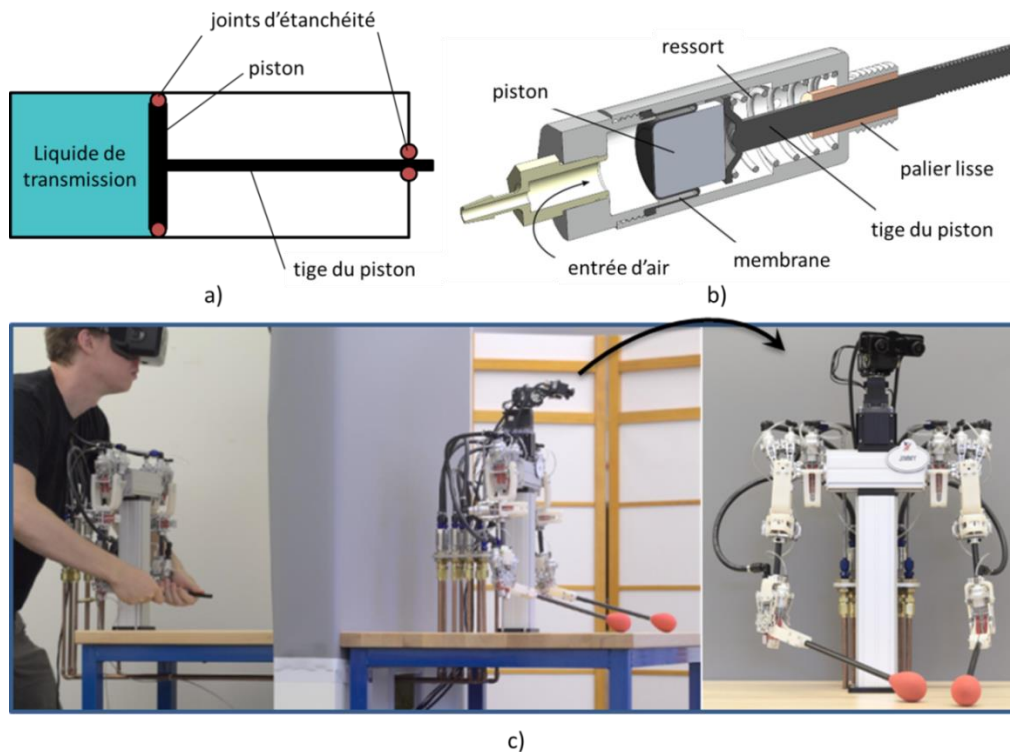 joints d'étanchéité
piston
Liquide de
transmission
tige du piston
a)
ressort
piston
palier lisse
tige du piston
membrane
entrée d'air
b)
c)